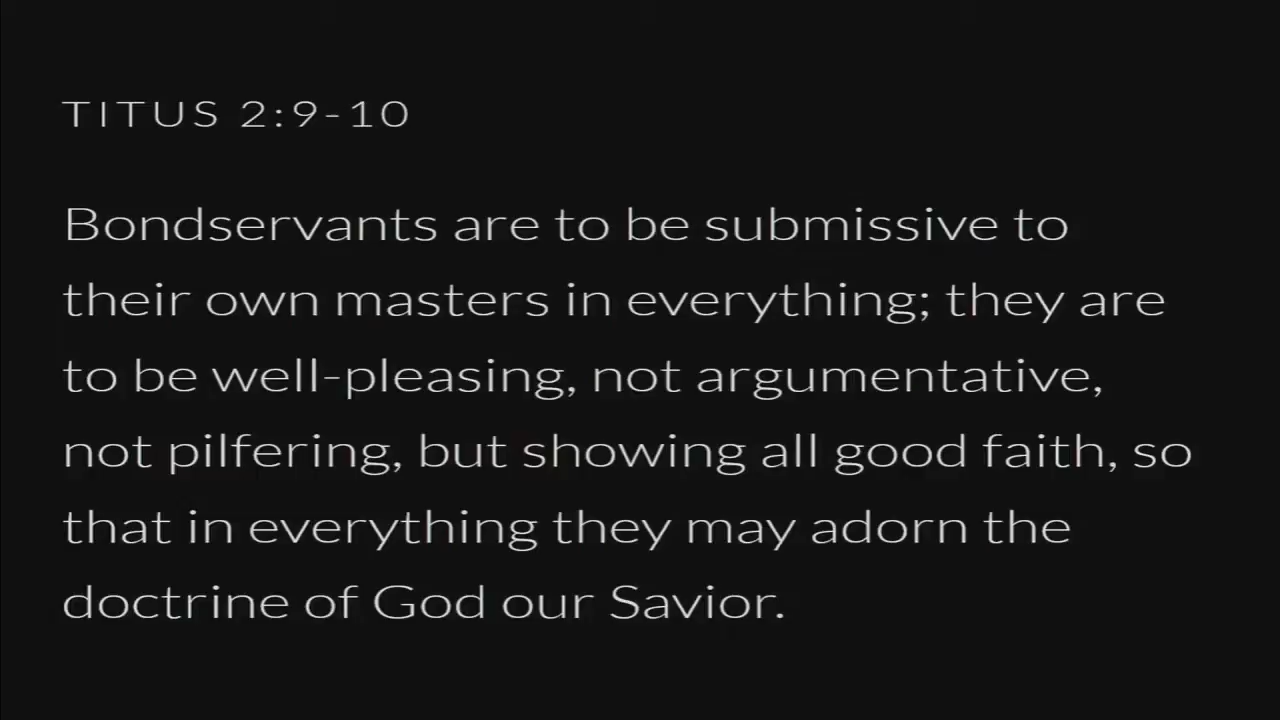 TITUS 2:9-10
Bondservants are to be submissive to
their own masters in everything; they are
to be well-pleasing, not argumentative,
not pilfering, but showing all good faith, so
that in everything they may adorn the
doctrine of God our Savior.